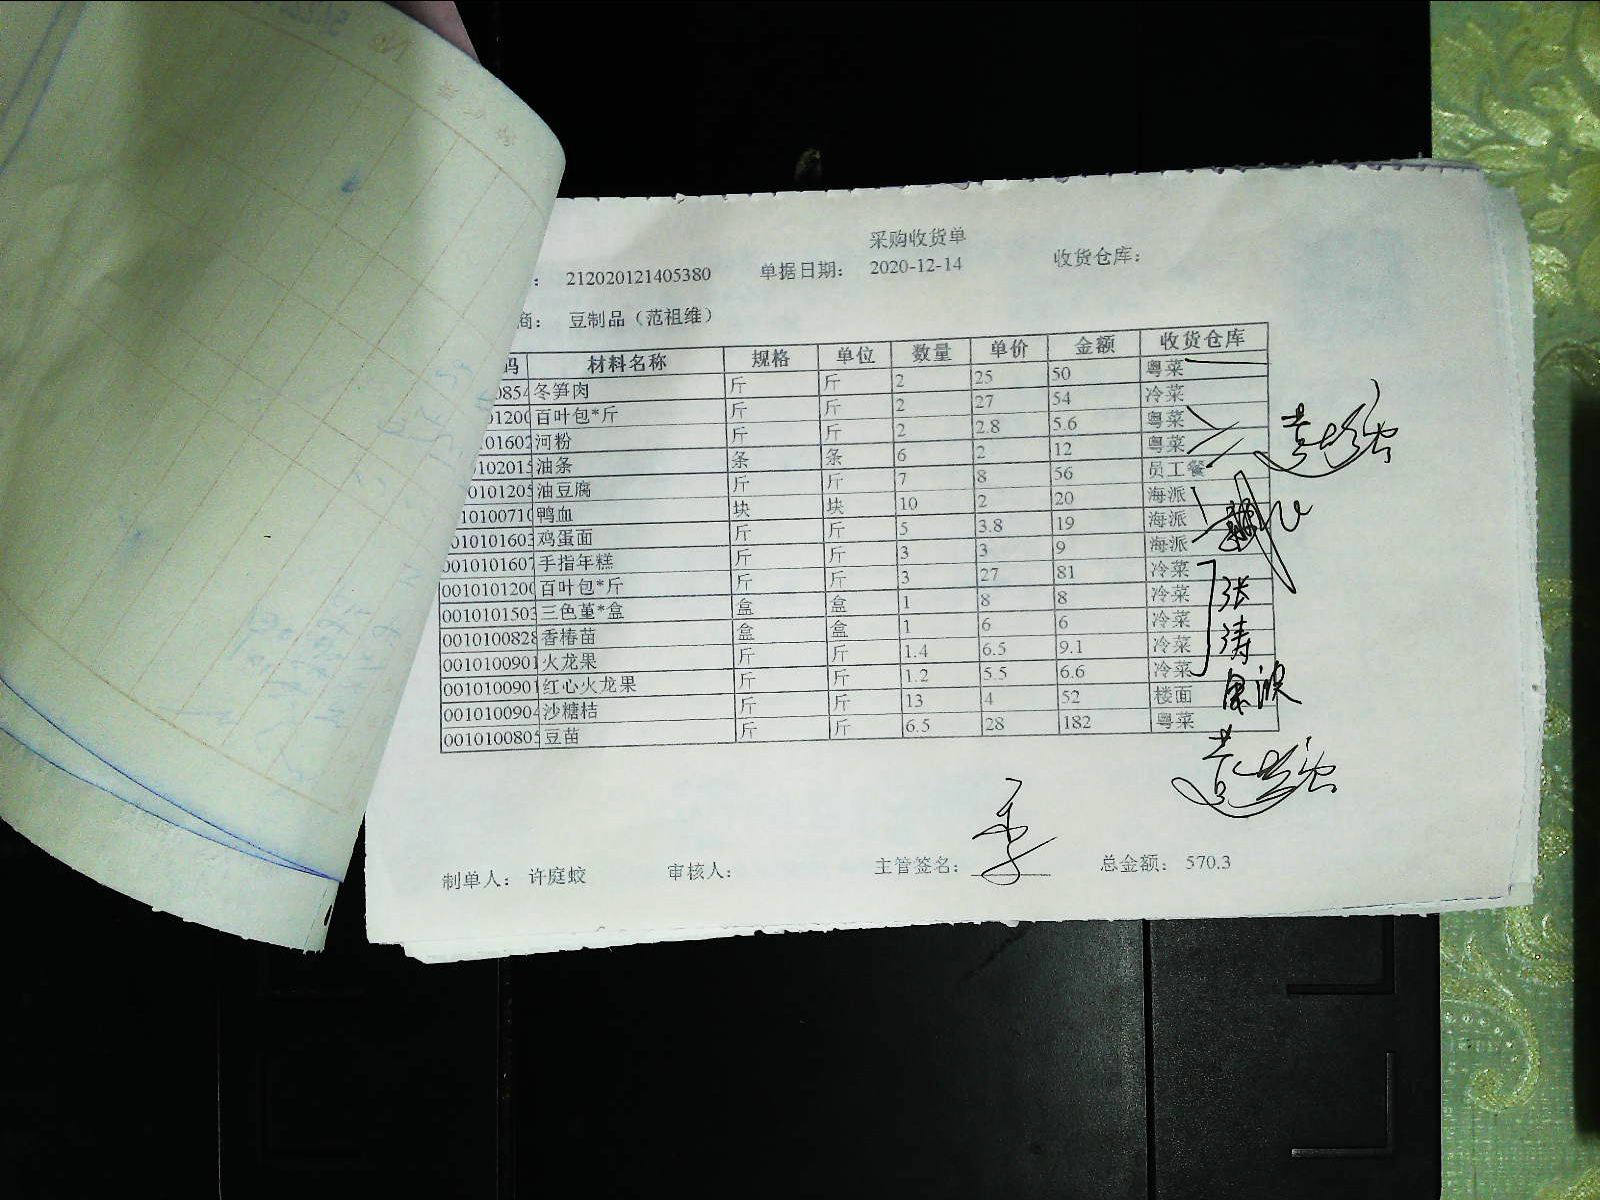 采购收货单
： 212020121405380 单据日期： 2020-12-14 收货仓库：
商： 豆制品（范祖维）
码 材料名称 规格 单位 数量 单价 金额 收货仓库
0854 冬笋肉 斤 斤 2 25 50 粤菜
01200 百叶包*斤 斤 斤 2 27 54 冷菜
01602 河粉 斤 斤 2 2.8 5.6 粤菜
0102015 油条 条 条 6 2 12 粤菜
0101205 油豆腐 斤 斤 7 8 56 员工餐
10100710 鸭血 块 块 10 2 20 海派
010101603 鸡蛋面 斤 斤 5 3.8 19 海派
0010101607 手指年糕 斤 斤 3 3 9 海派
0010101200 百叶包*斤 斤 斤 3 27 81 冷菜
0010101503 三色堇*盒 盒 盒 1 8 8 冷菜
0010100828 香椿苗 盒 盒 1 6 6 冷菜
0010100901 火龙果 斤 斤 1.4 6.5 9.1 冷菜
0010100901 红心火龙果 斤 斤 1.2 5.5 6.6 冷菜
0010100904 沙糖桔 斤 斤 13 4 52 楼面
0010100805 豆苗 斤 斤 6.5 28 182 粤菜
张
涛
制单人： 许庭蛟 审核人： 主管签名： 总金额： 570.3